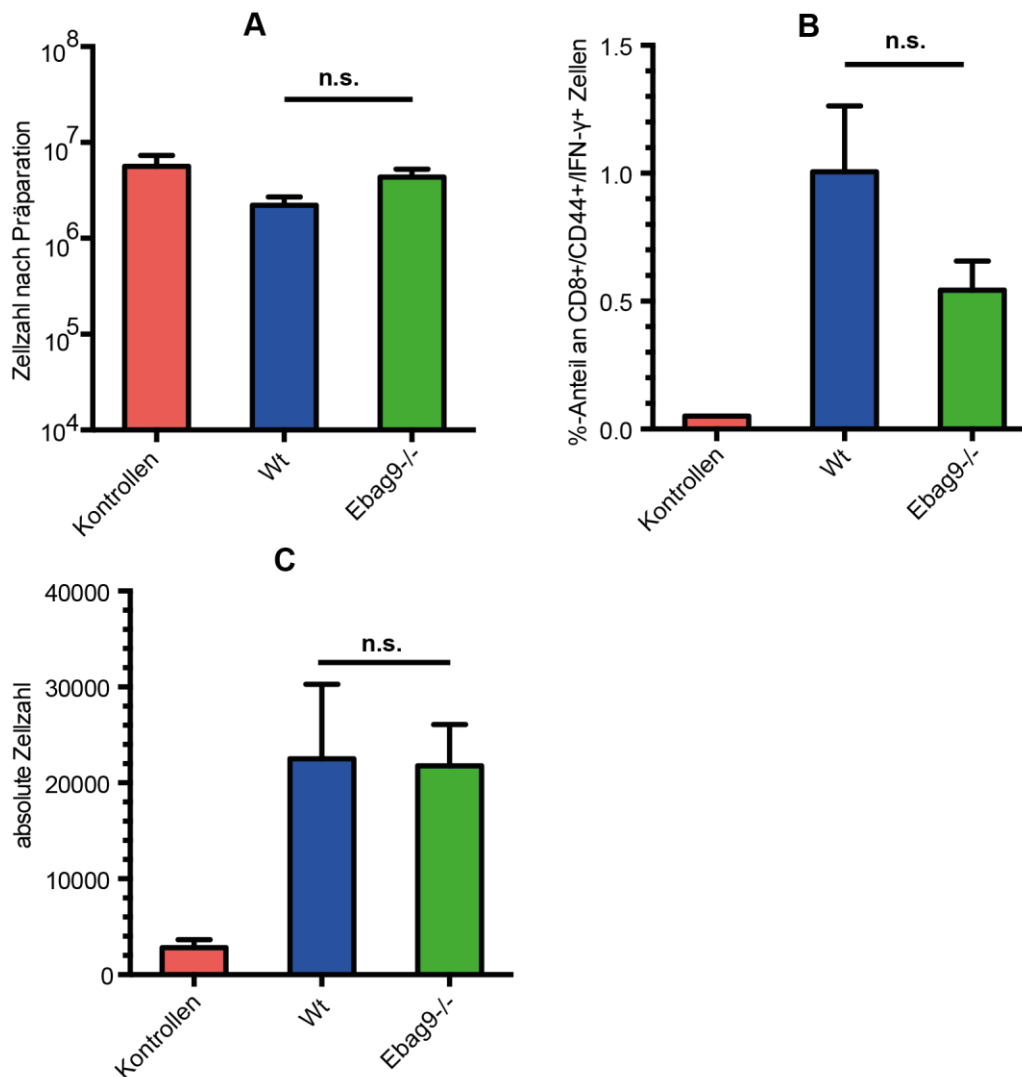 A
Zellzahl nach Präparation
10^8
10^7
10^6
10^5
10^4
n.s.
Kontrollen
Wt
Ebag9-/-
B
%-Anteil an CD8+/CD44+/IFN-γ+ Zellen
1.5
1.0
0.5
0.0
n.s.
Kontrollen
Wt
Ebag9-/-
C
absolute Zellzahl
40000
30000
20000
10000
0
n.s.
Kontrollen
Wt
Ebag9-/-